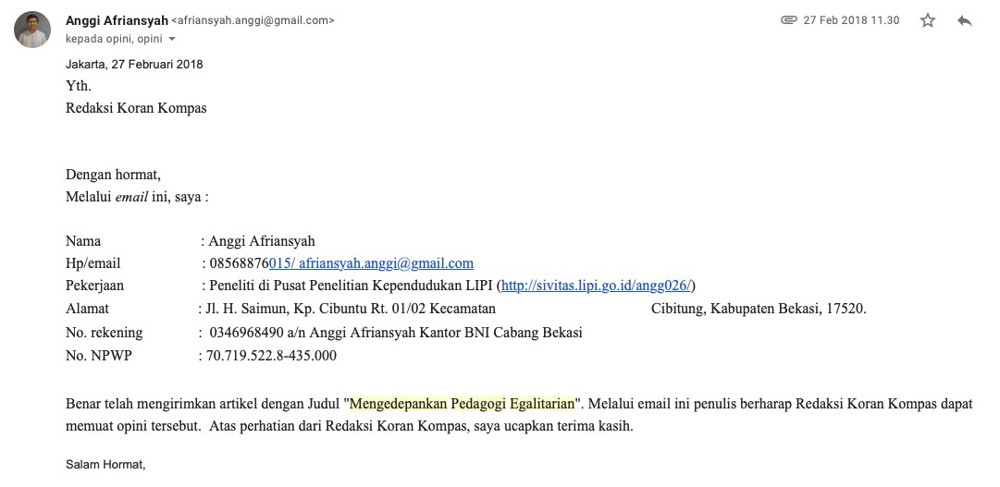 Anggi Afriansyah <afriansyah.anggi@gmail.com>
27 Feb 2018 11.30
kepada opini, opini
Jakarta, 27 Februari 2018
Yth.
Redaksi Koran Kompas
Dengan hormat,
Melalui email ini, saya :
Nama : Anggi Afriansyah
Hp/email : 08568876015/ afriansyah.anggi@gmail.com
Pekerjaan : Peneliti di Pusat Penelitian Kependudukan LIPI (http://sivitas.lipi.go.id/angg026/)
Alamat : Jl. H. Saimun, Kp. Cibuntu Rt. 01/02 Kecamatan Cibitung, Kabupaten Bekasi, 17520.
No. rekening : 0346968490 a/n Anggi Afriansyah Kantor BNI Cabang Bekasi
No. NPWP : 70.719.522.8-435.000
Benar telah mengirimkan artikel dengan Judul "Mengedepankan Pedagogi Egalitarian". Melalui email ini penulis berharap Redaksi Koran Kompas dapat
memuat opini tersebut. Atas perhatian dari Redaksi Koran Kompas, saya ucapkan terima kasih.
Salam Hormat,